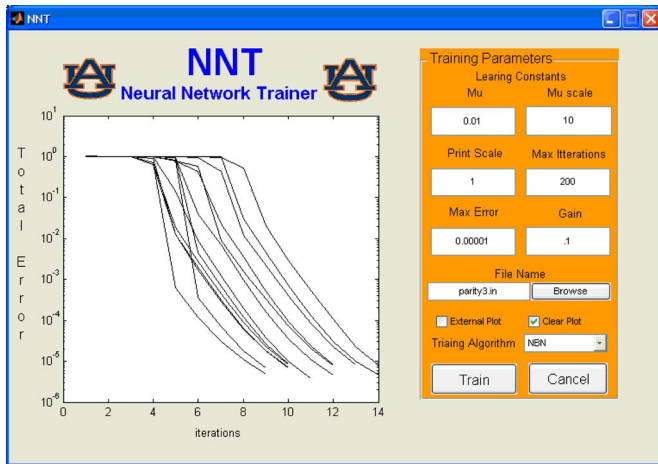 NNT
NNT
Neural Network Trainer
Total Error
10^1
10^0
10^-1
10^-2
10^-3
10^-4
10^-5
10^-6
0 2 4 6 8 10 12 14
iterations
Training Parameters
Learing Constants
Mu Mu scale
0.01 10
Print Scale Max Itterations
1 200
Max Error Gain
0.00001 .1
File Name
parity3.in Browse
External Plot Clear Plot
Triaing Algorithm NBN
Train Cancel